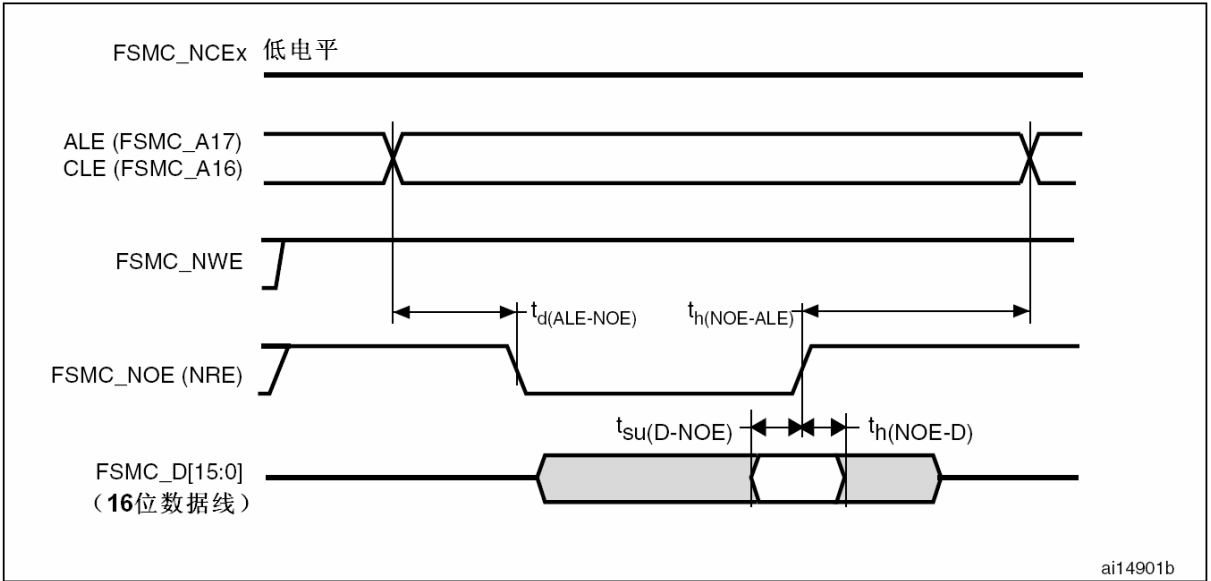 FSMC_NCEx 低电平
ALE (FSMC_A17)
CLE (FSMC_A16)
FSMC_NWE
td(ALE-NOE) th(NOE-ALE)
FSMC_NOE (NRE)
tsu(D-NOE) th(NOE-D)
FSMC_D[15:0]
（16位数据线）
ai14901b